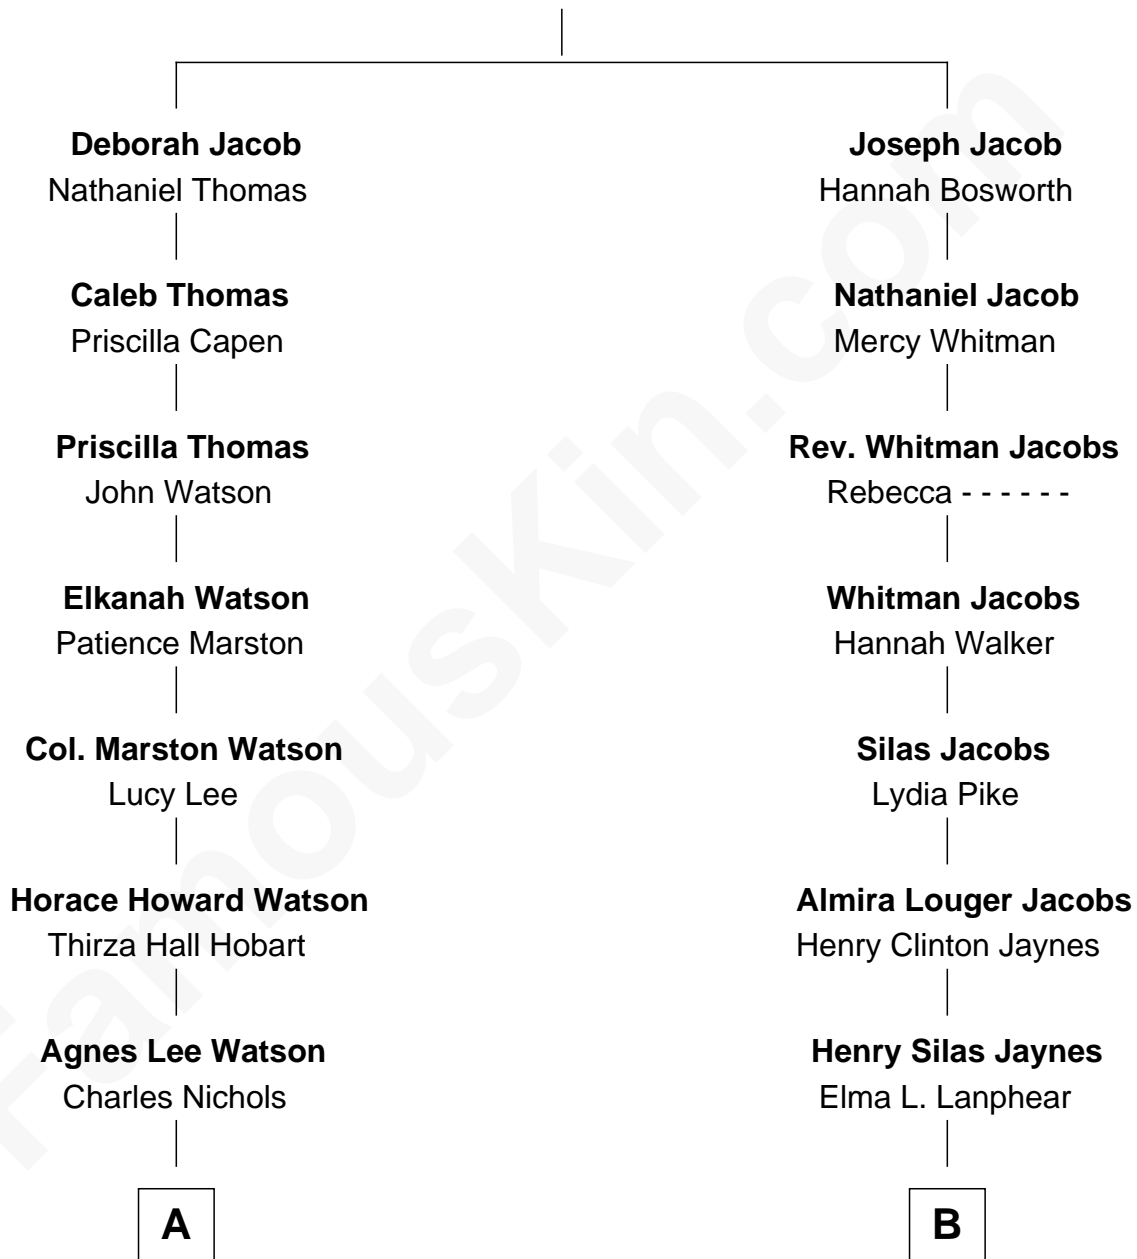 Deborah Jacob
Nathaniel Thomas
Caleb Thomas
Priscilla Capen
Priscilla Thomas
John Watson
Elkanah Watson
Patience Marston
Col. Marston Watson
Lucy Lee
Horace Howard Watson
Thirza Hall Hobart
Agnes Lee Watson
Charles Nichols
A
Joseph Jacob
Hannah Bosworth
Nathaniel Jacob
Mercy Whitman
Rev. Whitman Jacobs
Rebecca - - - - - -
Whitman Jacobs
Hannah Walker
Silas Jacobs
Lydia Pike
Almira Louger Jacobs
Henry Clinton Jaynes
Henry Silas Jaynes
Elma L. Lanphear
B
FamousKin.com